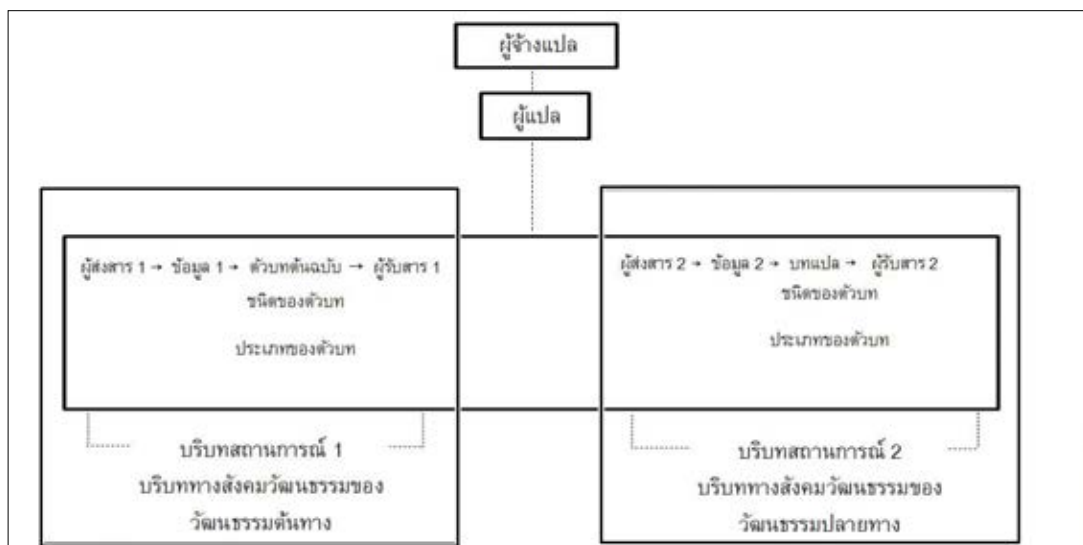 ผู้จ้างแปล
ผู้แปล
ผู้ส่งสาร 1 → ข้อมูล 1 → ตัวบทต้นฉบับ → ผู้รับสาร 1
ชนิดของตัวบท
ประเภทของตัวบท
บริบทสถานการณ์ 1
บริบททางสังคมวัฒนธรรมของ
วัฒนธรรมต้นทาง
ผู้ส่งสาร 2 → ข้อมูล 2 → บทแปล → ผู้รับสาร 2
ชนิดของตัวบท
ประเภทของตัวบท
บริบทสถานการณ์ 2
บริบททางสังคมวัฒนธรรมของ
วัฒนธรรมปลายทาง